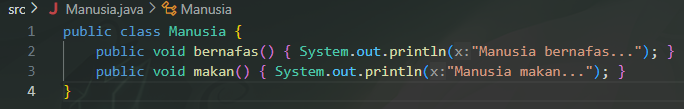 src > Manusia.java > Manusia
1 public class Manusia {
2 public void bernafas() { System.out.println(x:"Manusia bernafas..."); }
3 public void makan() { System.out.println(x:"Manusia makan..."); }
4 }